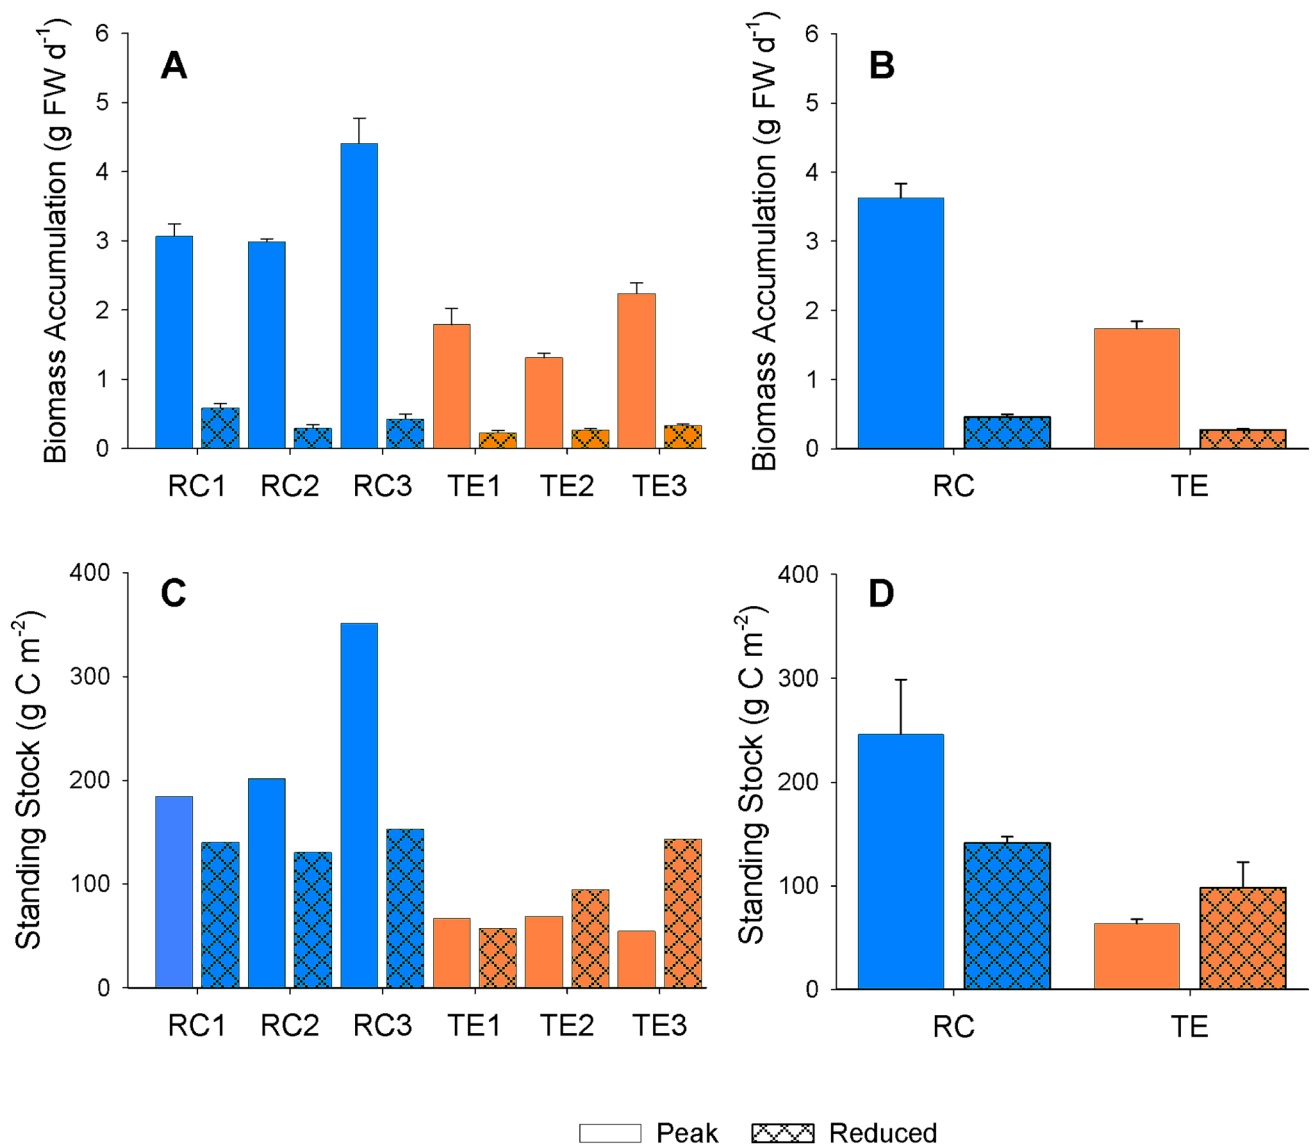 A
Biomass Accumulation (g FW d-1)
6
5
4
3
2
1
0
RC1 RC2 RC3 TE1 TE2 TE3
B
Biomass Accumulation (g FW d-1)
6
5
4
3
2
1
0
RC TE
C
Standing Stock (g C m-2)
400
300
200
100
0
RC1 RC2 RC3 TE1 TE2 TE3
D
Standing Stock (g C m-2)
400
300
200
100
0
RC TE
Peak Reduced